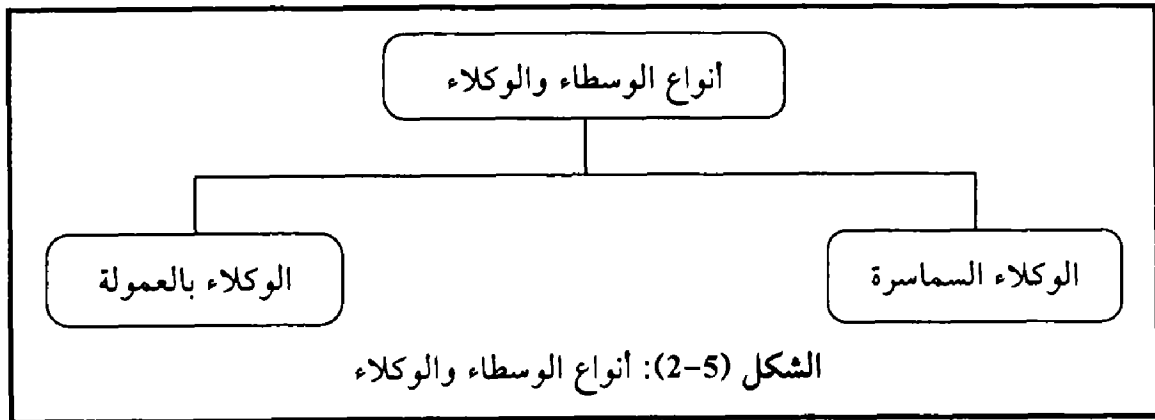 أنواع الوسطاء والوكلاء
الوكلاء السماسرة
الوكلاء بالعمولة
الشكل (5-2): أنواع الوسطاء والوكلاء